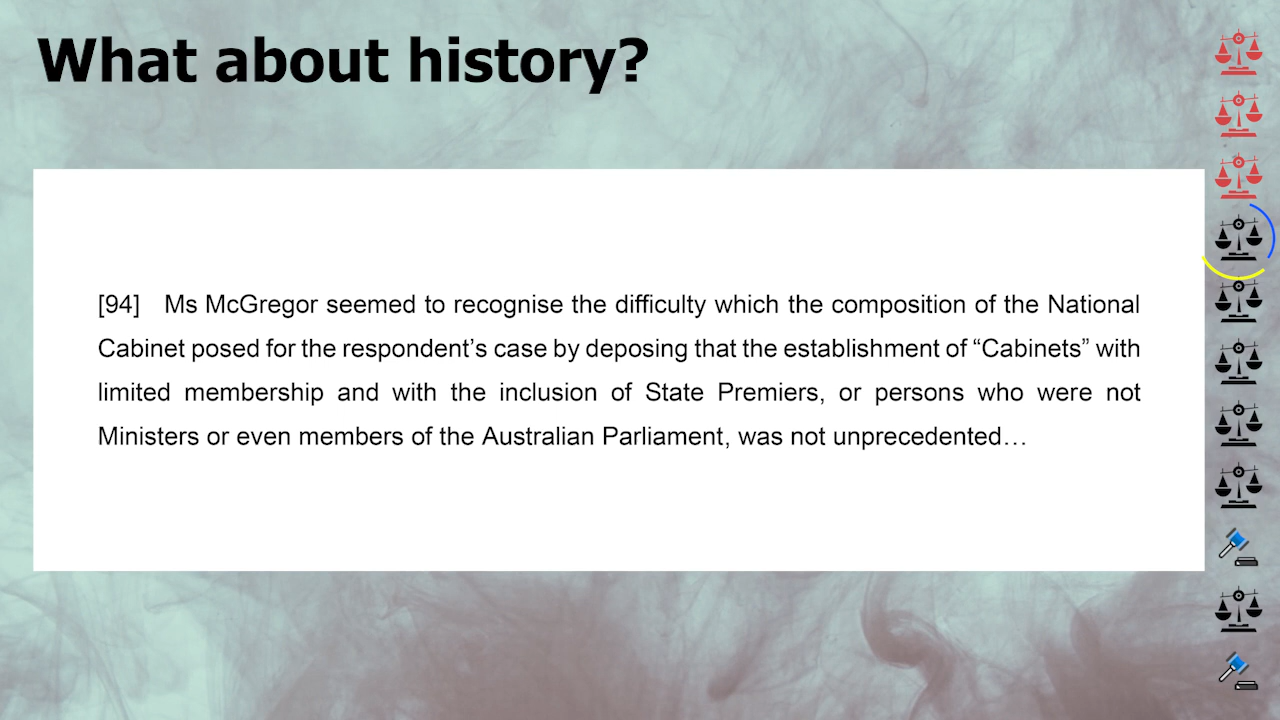 What about history?
[94] Ms McGregor seemed to recognise the difficulty which the composition of the National
Cabinet posed for the respondent’s case by deposing that the establishment of “Cabinets” with
limited membership and with the inclusion of State Premiers, or persons who were not
Ministers or even members of the Australian Parliament, was not unprecedented…